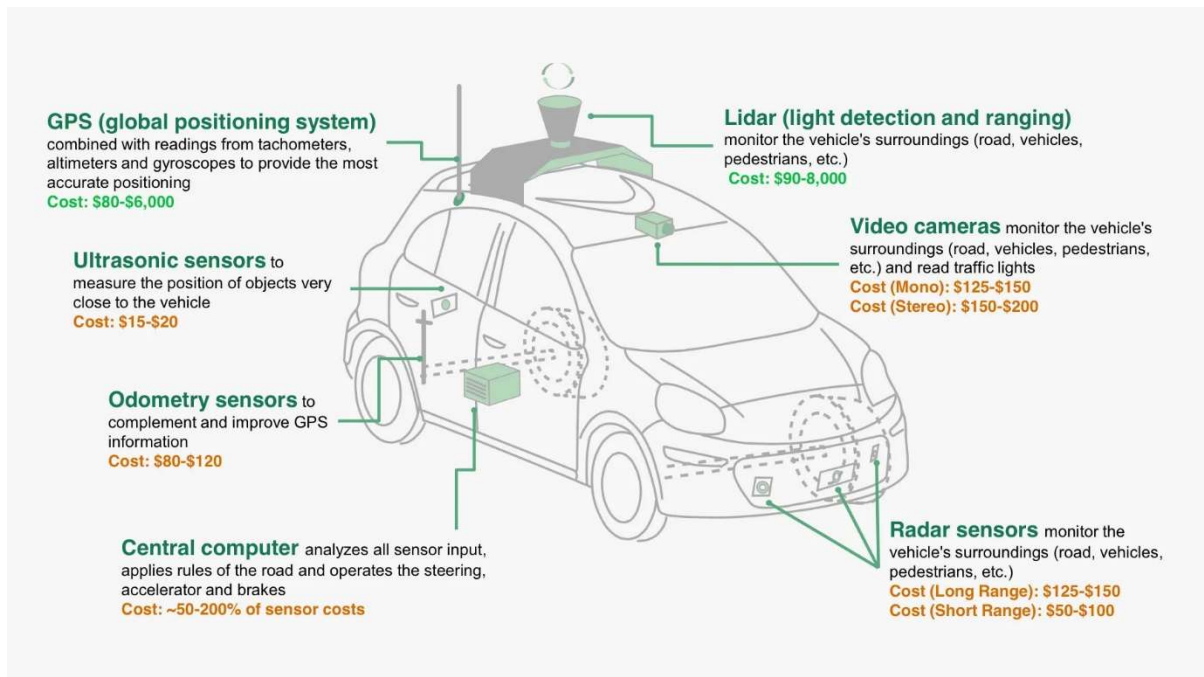 GPS (global positioning system)
combined with readings from tachometers,
altimeters and gyroscopes to provide the most
accurate positioning
Cost: $80-$6,000
Ultrasonic sensors to
measure the position of objects very
close to the vehicle
Cost: $15-$20
Odometry sensors to
complement and improve GPS
information
Cost: $80-$120
Central computer analyzes all sensor input,
applies rules of the road and operates the steering,
accelerator and brakes
Cost: ~50-200% of sensor costs
Lidar (light detection and ranging)
monitor the vehicle's surroundings (road, vehicles,
pedestrians, etc.)
Cost: $90-8,000
Video cameras monitor the vehicle's
surroundings (road, vehicles, pedestrians,
etc.) and read traffic lights
Cost (Mono): $125-$150
Cost (Stereo): $150-$200
Radar sensors monitor the
vehicle's surroundings (road, vehicles,
pedestrians, etc.)
Cost (Long Range): $125-$150
Cost (Short Range): $50-$100